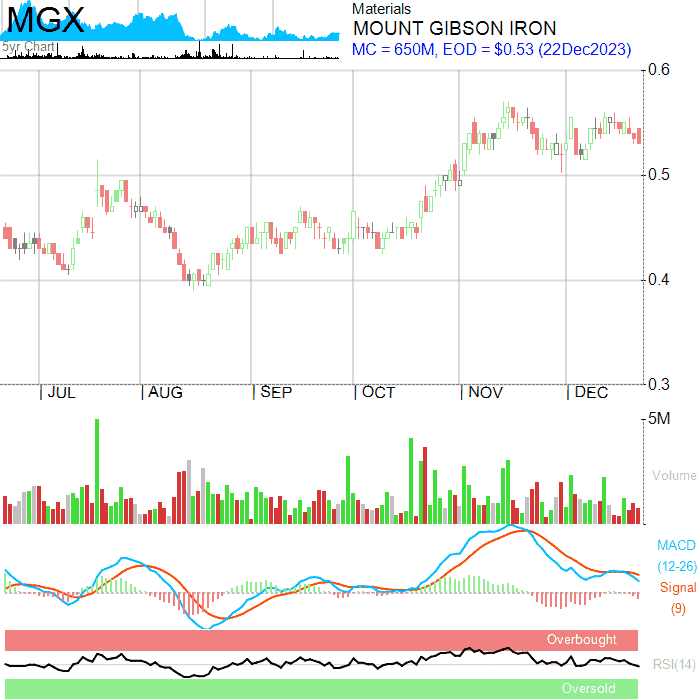 MGX
5yr Chart
Materials
MOUNT GIBSON IRON
MC = 650M, EOD = $0.53 (22Dec2023)
0.6
0.5
0.4
0.3
JUL AUG SEP OCT NOV DEC
5M
Volume
MACD
(12-26)
Signal
(9)
Overbought
RSI(14)
Oversold